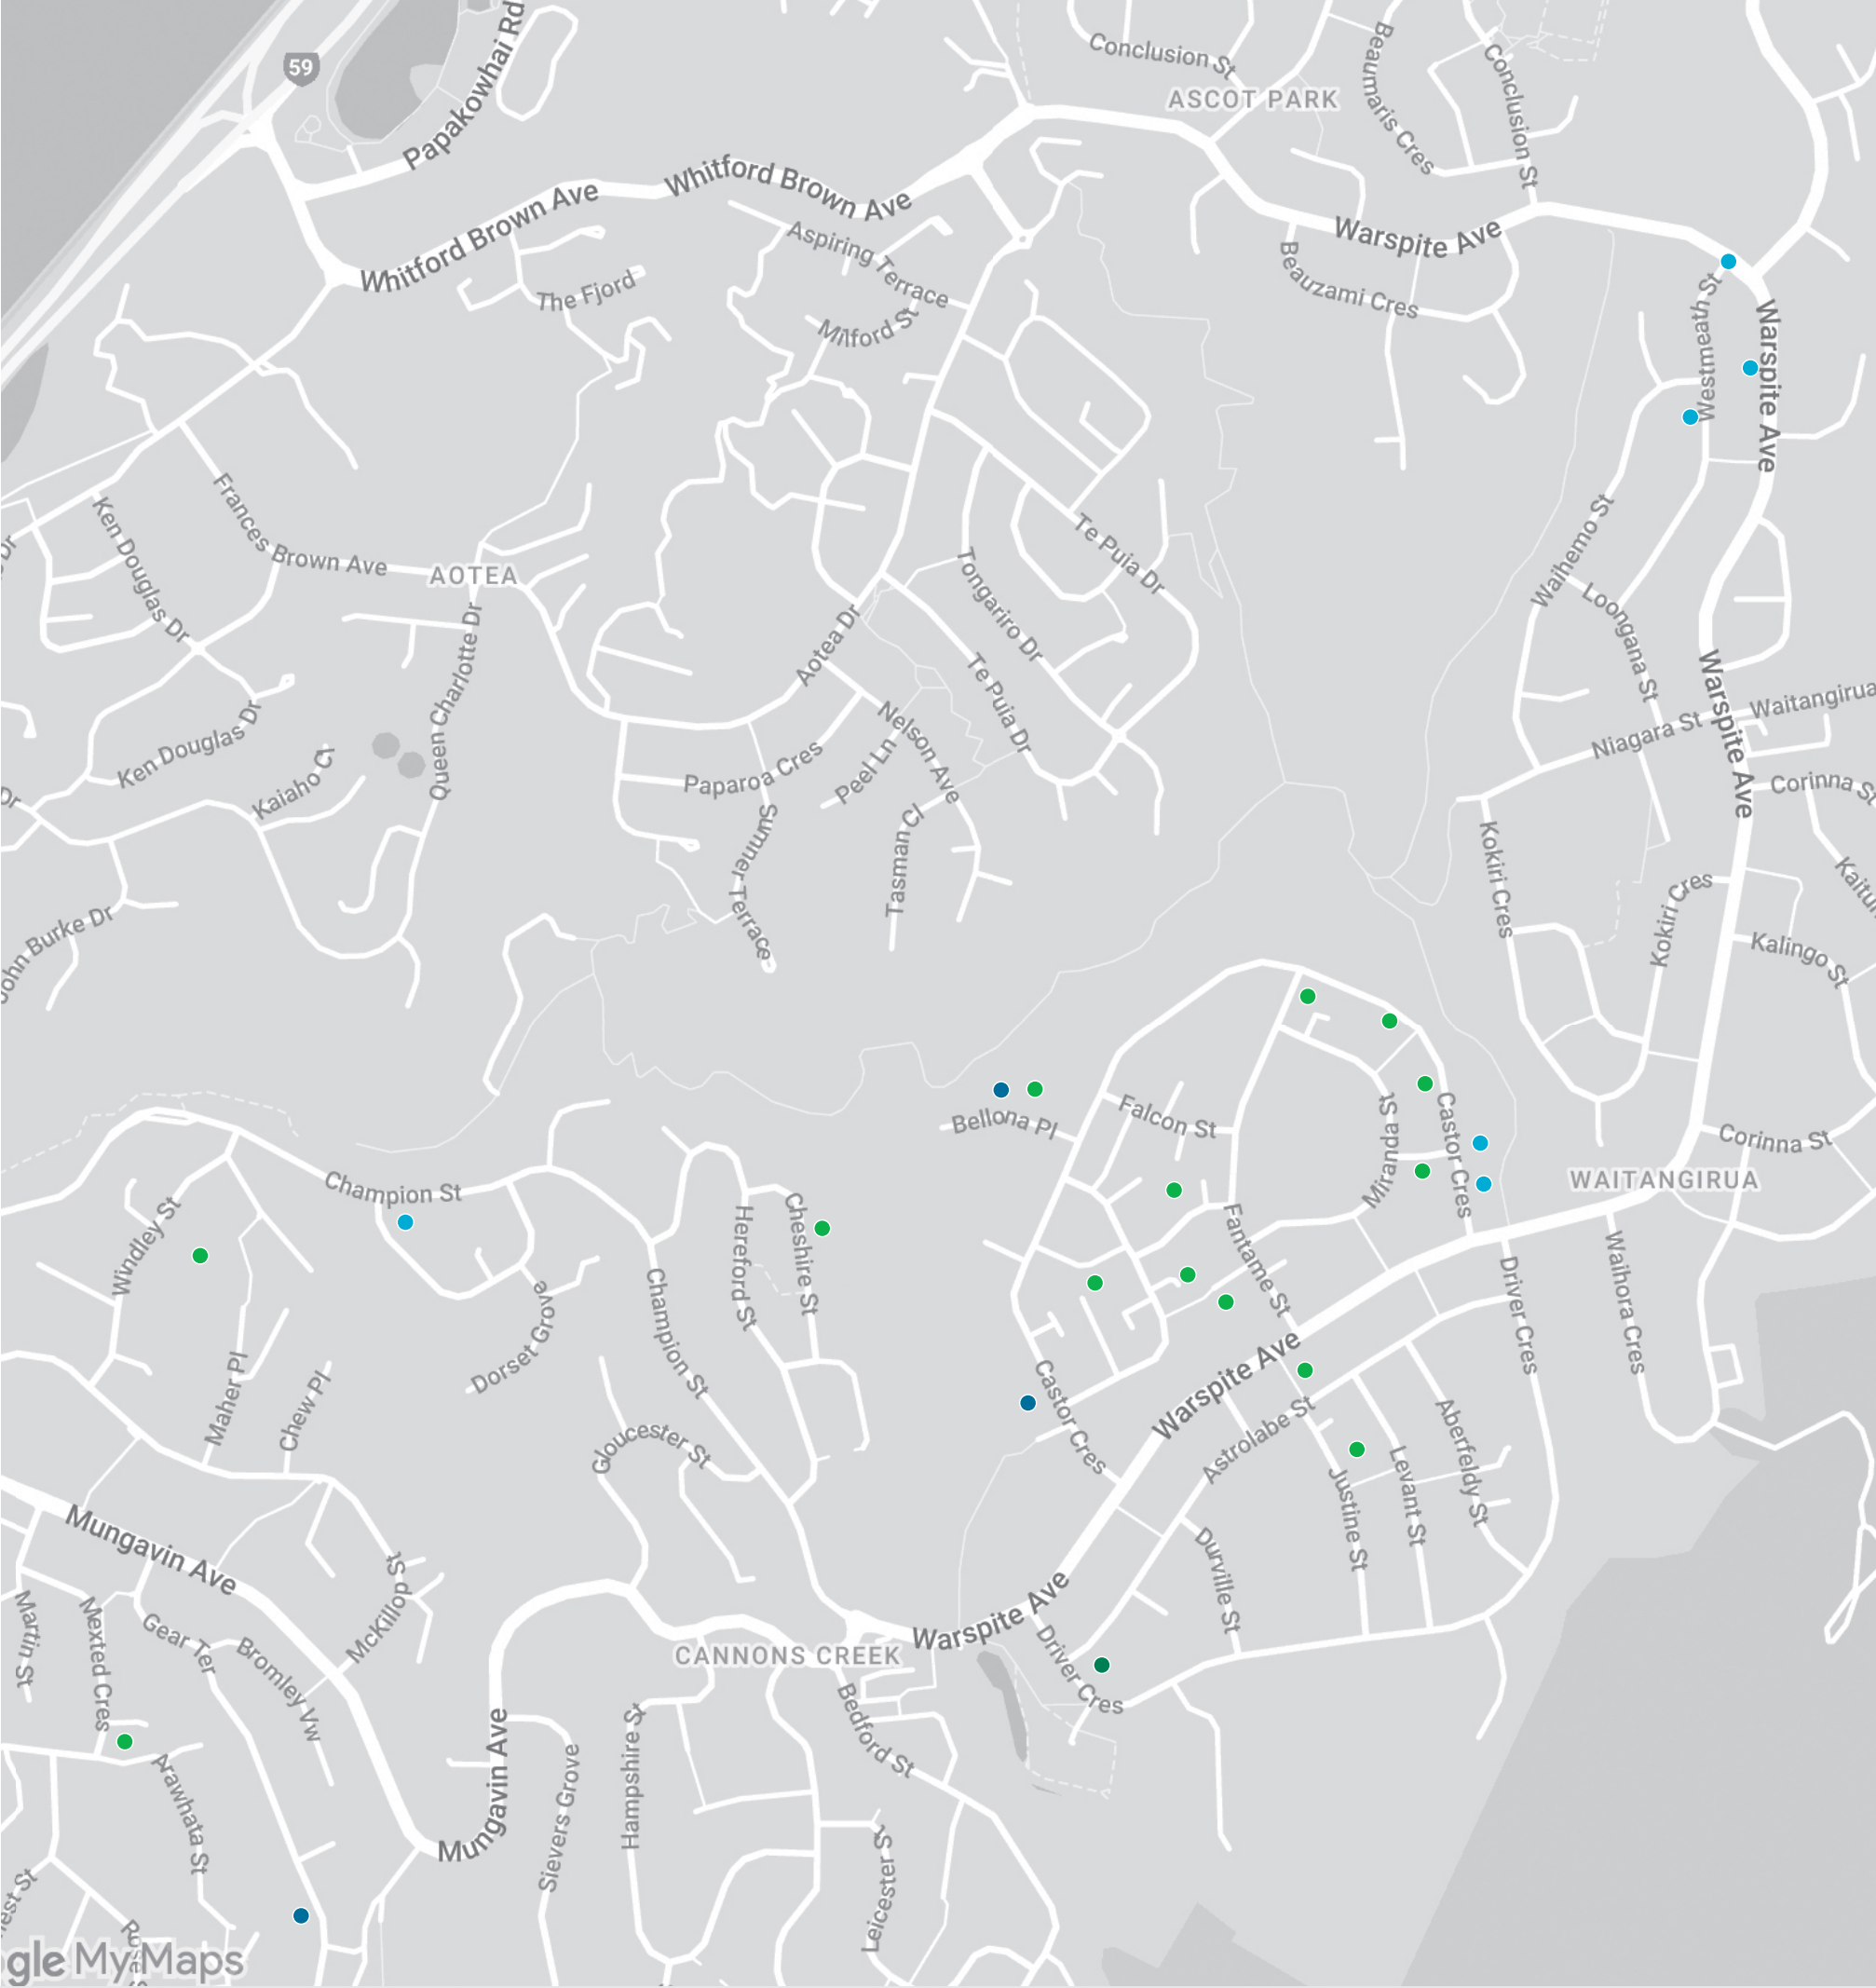 59
Papakowhai Rd
Conclusion St
ASCOT PARK
Beaumaris Cres
Conclusion St
Whitford Brown Ave
Whitford Brown Ave
Warspite Ave
Aspiring Terrace
The Fjord
Milford St
Beauzami Cres
Westmeath St
Warspite Ave
Frances Brown Ave
Ken Douglas Dr
AOTEA
Te Puia Dr
Tongariro Dr
Waihemo St
Loongana St
Dr
Aotea Dr
Queen Charlotte Dr
Te Puia Dr
Nelson Ave
Warspite Ave
Waitangirua
Niagara St
Ken Douglas Dr
Kaiaho Cl
Paparoa Cres
Peel Ln
Corinna St
Dr
Sumner Terrace
Tasman Cl
Kokiri Cres
Kokiri Cres
Kalingo St
John Burke Dr
Bellona Pl
Falcon St
Miranda St
Castor Cres
Corinna St
WAITANGIRUA
Champion St
Windley St
Hereford St
Cheshire St
Fantame St
Driver Cres
Waihora Cres
Champion St
Dorset Grove
Maher Pl
Chew Pl
Castor Cres
Warspite Ave
Astrolabe St
Aberfeldy St
Levant St
Justine St
Gloucester St
Mungavin Ave
McKillop St
Durville St
Warspite Ave
Martin St
Mexted Cres
Gear Ter
Bromley Vw
CANNONS CREEK
Driver Cres
Bedford St
Mungavin Ave
Sievers Grove
Hampshire St
Arawhata St
Mungavin Ave
Leicester St
gle My Maps